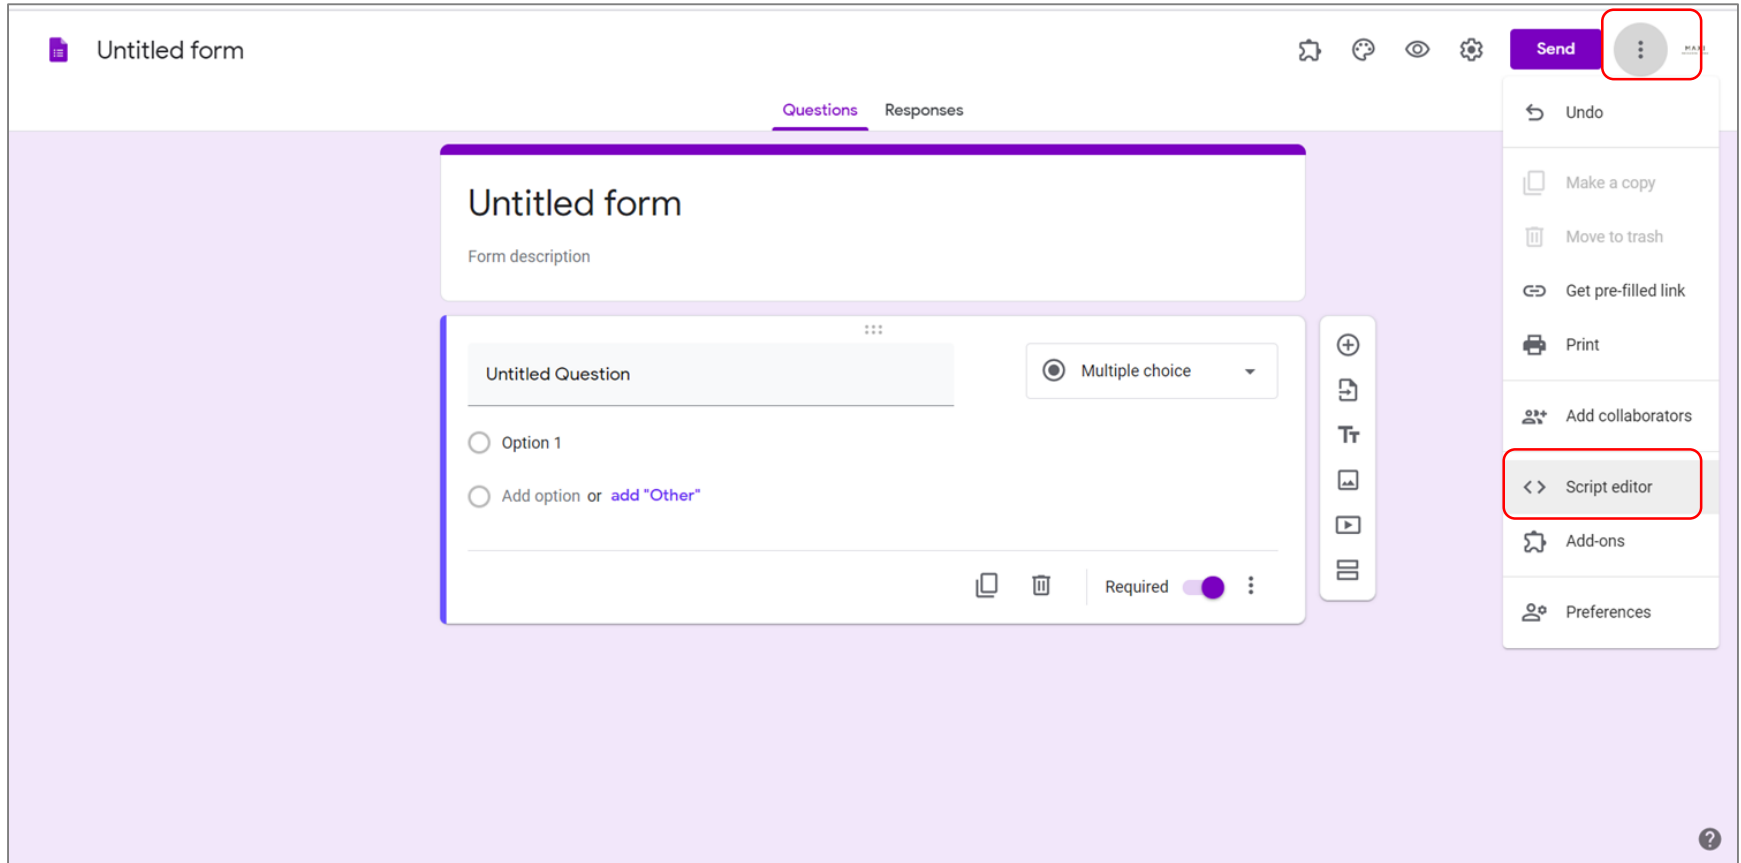 Untitled form
Send
Questions
Responses
Untitled form
Form description
Untitled Question
Multiple choice
Option 1
Add option or add "Other"
Required
Undo
Make a copy
Move to trash
Get pre-filled link
Print
Add collaborators
Script editor
Add-ons
Preferences